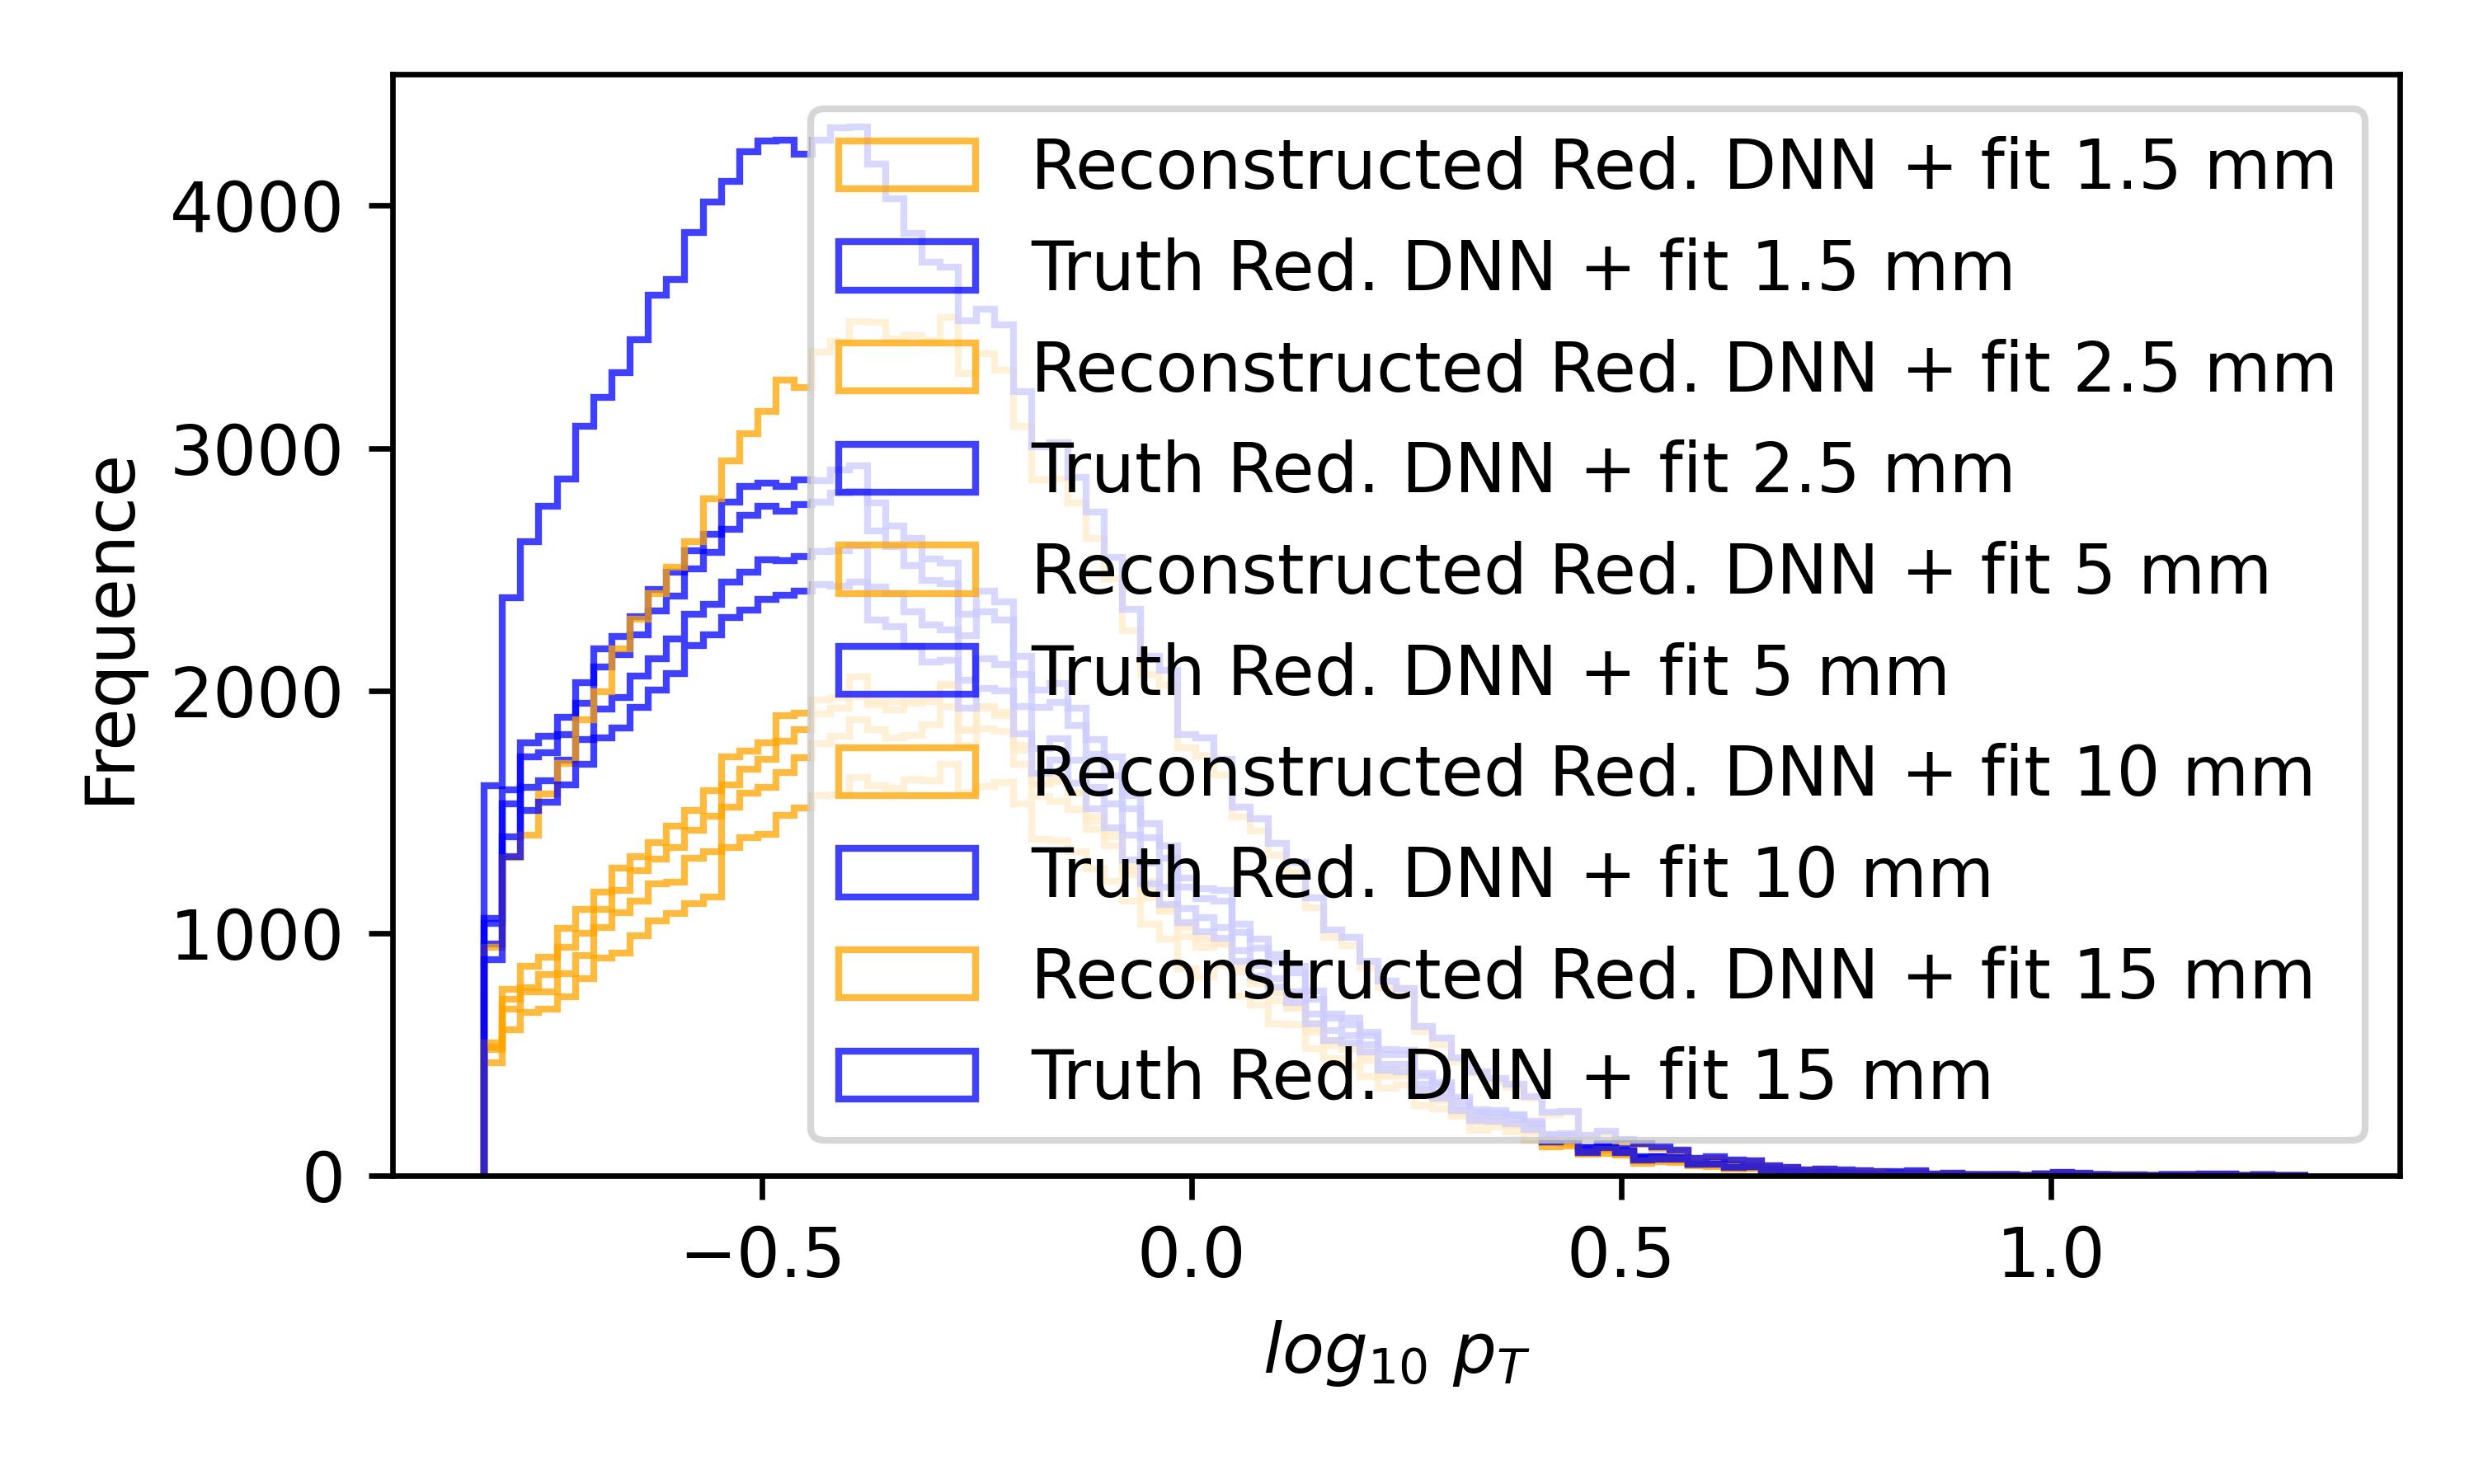 Reconstructed Red. DNN + fit 1.5 mm
Truth Red. DNN + fit 1.5 mm
Reconstructed Red. DNN + fit 2.5 mm
Truth Red. DNN + fit 2.5 mm
Reconstructed Red. DNN + fit 5 mm
Truth Red. DNN + fit 5 mm
Reconstructed Red. DNN + fit 10 mm
Truth Red. DNN + fit 10 mm
Reconstructed Red. DNN + fit 15 mm
Truth Red. DNN + fit 15 mm
4000
3000
2000
1000
0
Frequence
−0.5 0.0 0.5 1.0
log₁₀ p_T